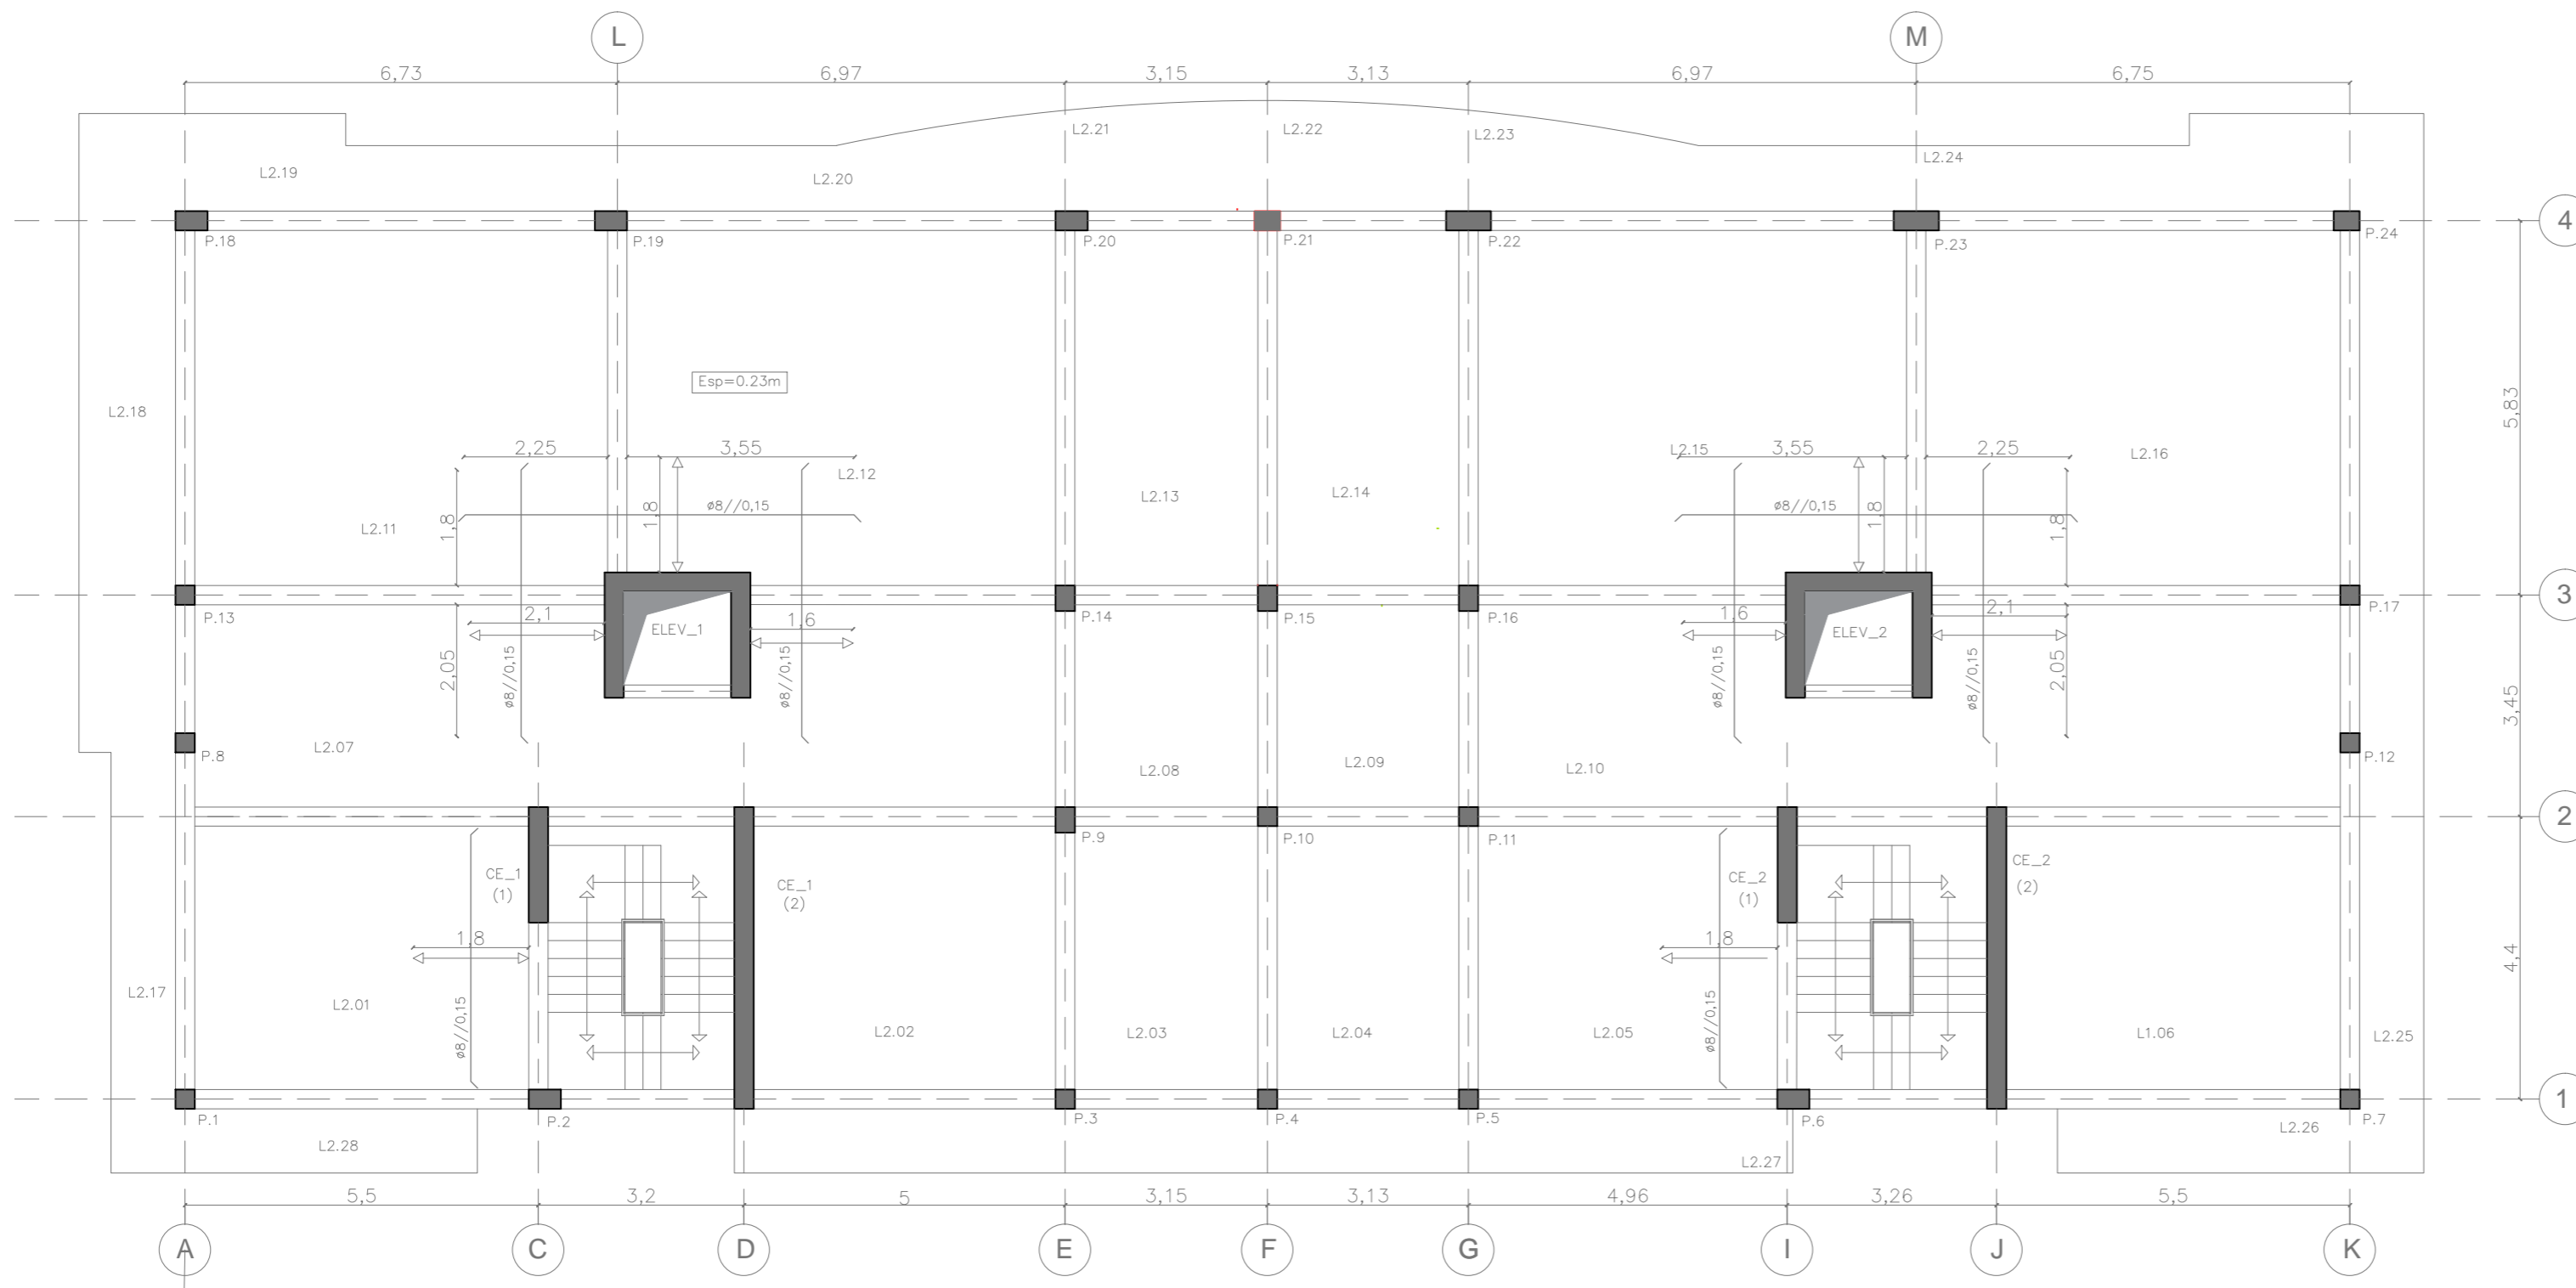 L
M
6,73
6,97
3,15
3,13
6,97
6,75
L2.21
L2.22
L2.23
L2.24
L2.19
L2.20
4
P.18
P.19
P.20
P.21
P.22
P.23
P.24
Esp=0.23m
L2.18
5,83
2,25
3,55
L2.12
L2.15
3,55
2,25
L2.16
L2.13
L2.14
1,8
1,8
ø8//0,15
ø8//0,15
1,8
1,8
L2.11
3
P.13
2,1
ELEV_1
1,6
P.14
P.15
P.16
1,6
ELEV_2
2,1
P.17
2,05
ø8//0,15
ø8//0,15
ø8//0,15
ø8//0,15
2,05
3,45
L2.07
P.8
L2.08
L2.09
L2.10
P.12
2
P.9
P.10
P.11
CE_1
(1)
CE_1
(2)
CE_2
(1)
CE_2
(2)
1,8
1,8
4,4
L2.17
L2.01
ø8//0,15
L2.02
L2.03
L2.04
L2.05
ø8//0,15
L1.06
L2.25
1
P.1
P.2
P.3
P.4
P.5
P.6
P.7
L2.28
L2.27
L2.26
5,5
3,2
5
3,15
3,13
4,96
3,26
5,5
A
C
D
E
F
G
I
J
K